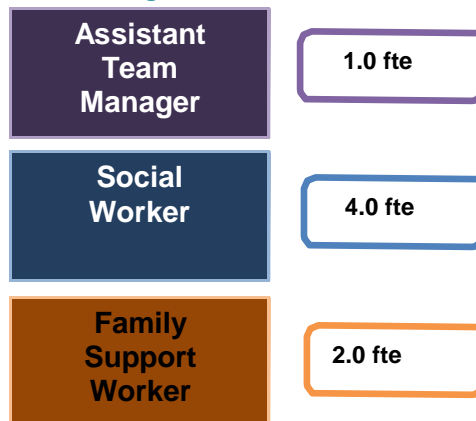 Assistant
Team
Manager
1.0 fte
Social
Worker
4.0 fte
Family
Support
Worker
2.0 fte